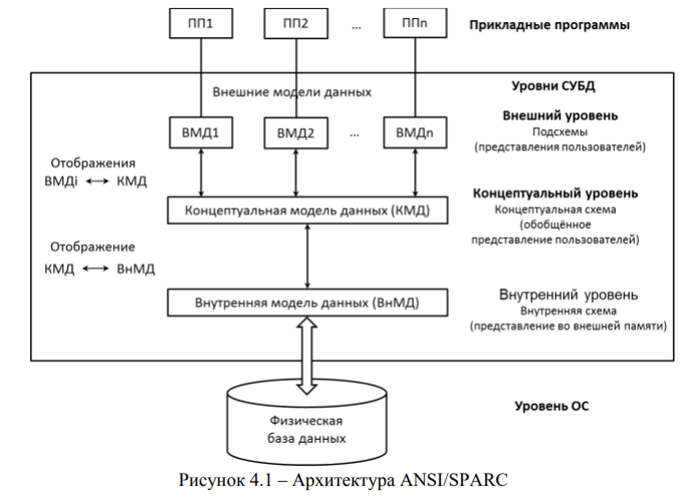 ПП1 ПП2 ... ППn Прикладные программы
Уровни СУБД
Внешние модели данных
Внешний уровень
ВМД1 ВМД2 ... ВМДn Подсхемы
(представления пользователей)
Отображения
ВМДi КМД
Концептуальный уровень
Концептуальная модель данных (КМД) Концептуальная схема
(обобщённое
представление пользователей)
Отображение
КМД ВнМД
Внутренняя модель данных (ВнМД) Внутренний уровень
Внутренняя схема
(представление во внешней памяти)
Уровень ОС
Физическая
база данных
Рисунок 4.1 – Архитектура ANSI/SPARC